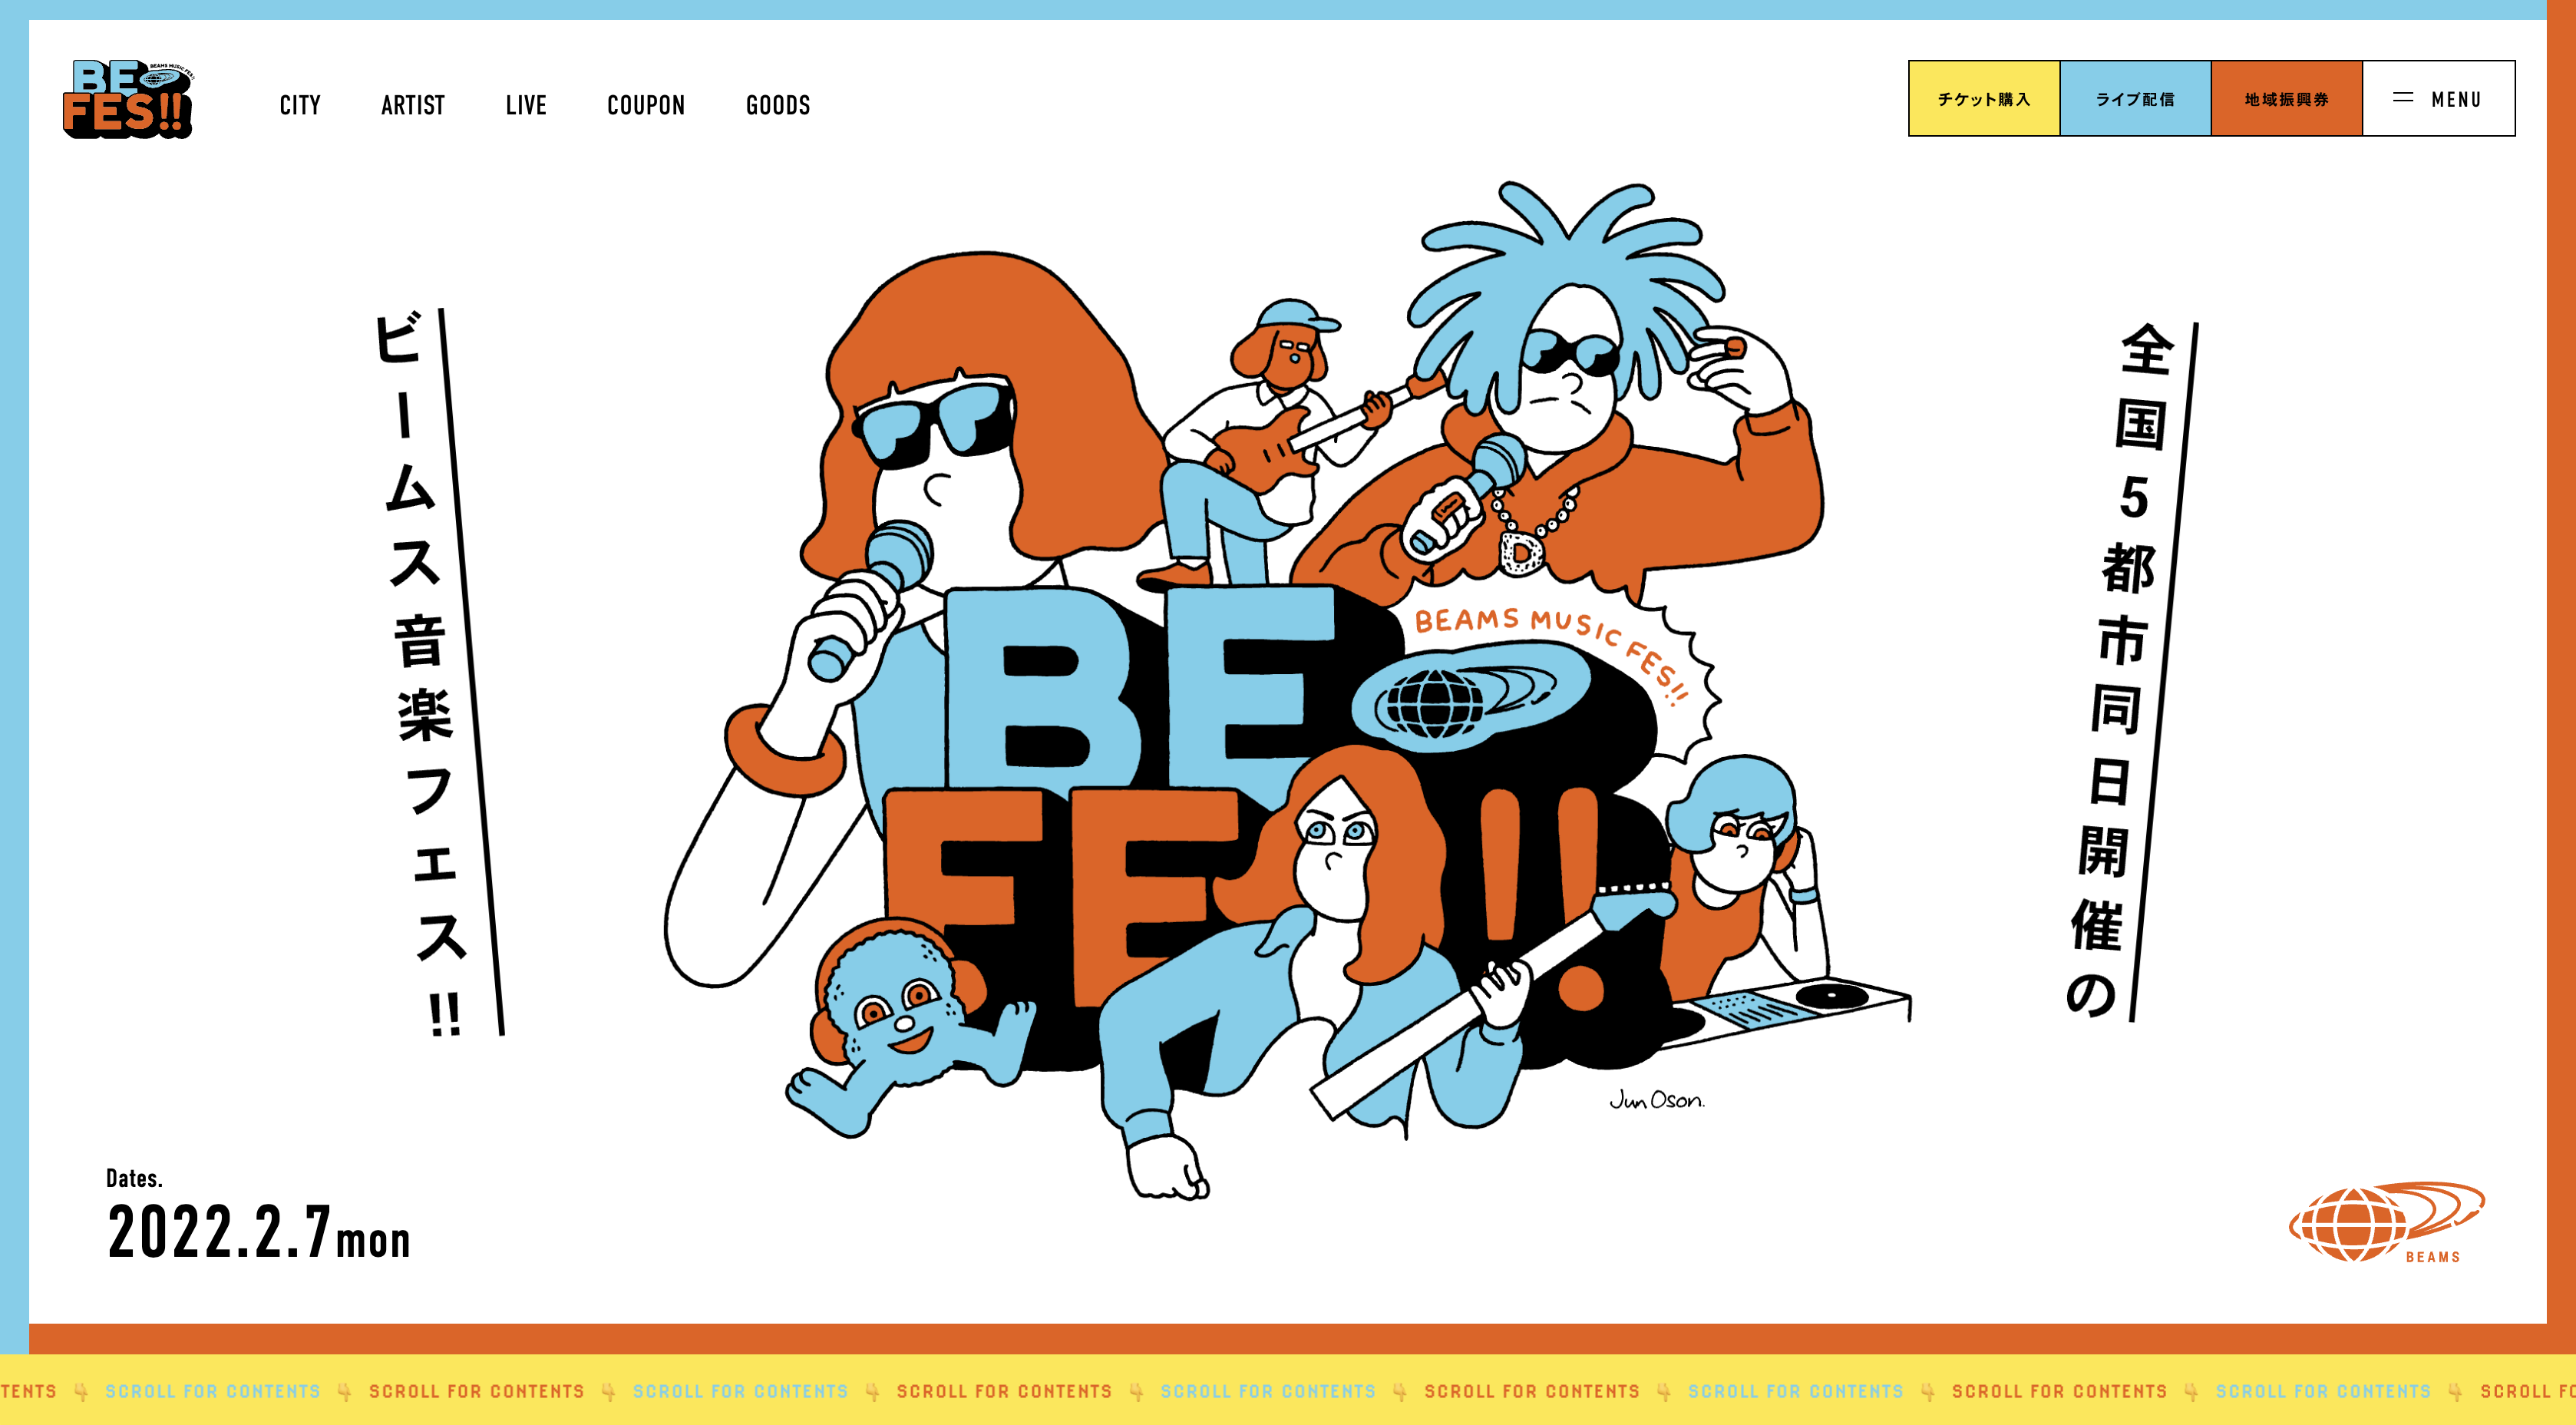 BE
FES!!
BEAMS MUSIC FES!!
CITY
ARTIST
LIVE
COUPON
GOODS
チケット購入
ライブ配信
地域振興券
MENU
全国5都市同日開催の
ビームス音楽フェス!!
BE
BEAMS MUSIC FES!!
D
FE !!
Jun Oson.
Dates.
2022.2.7mon
BEAMS
TENTS 👇 SCROLL FOR CONTENTS 👇 SCROLL FOR CONTENTS 👇 SCROLL FOR CONTENTS 👇 SCROLL FOR CONTENTS 👇 SCROLL FOR CONTENTS 👇 SCROLL FOR CONTENTS 👇 SCROLL FOR CONTENTS 👇 SCROLL FOR CONTENTS 👇 SCROLL FOR CONTENTS 👇 SCROLL FO